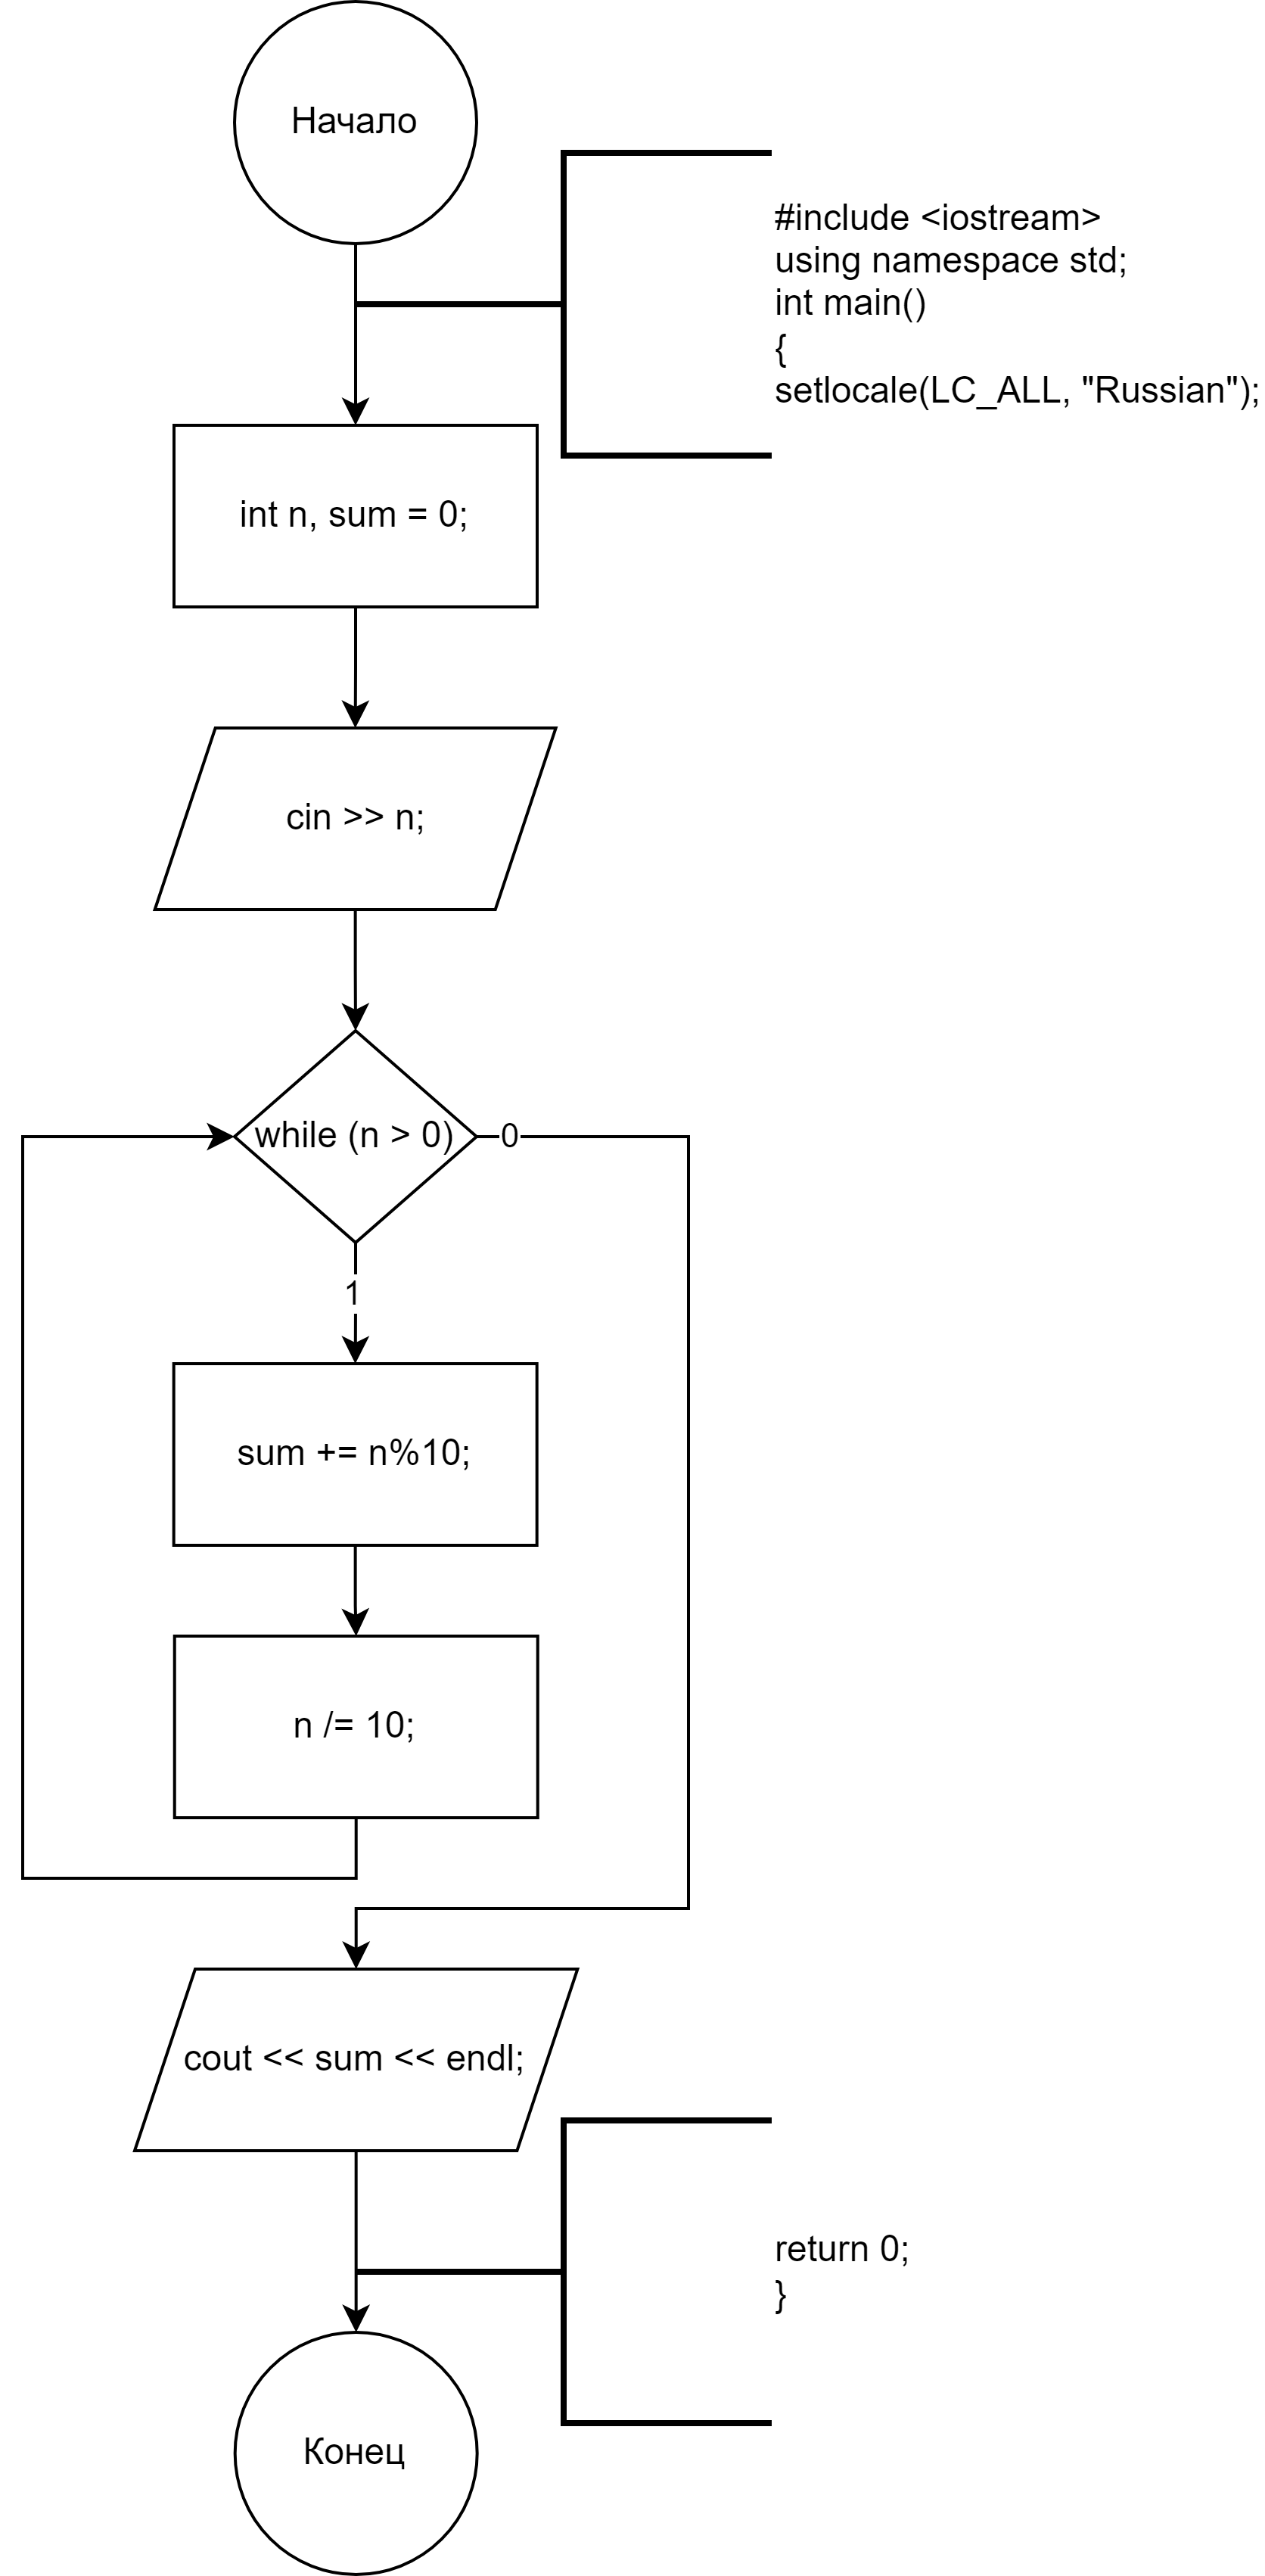 Начало
#include <iostream>
using namespace std;
int main()
{
setlocale(LC_ALL, "Russian");
int n, sum = 0;
cin >> n;
while (n > 0)
0
1
sum += n%10;
n /= 10;
cout << sum << endl;
return 0;
}
Конец